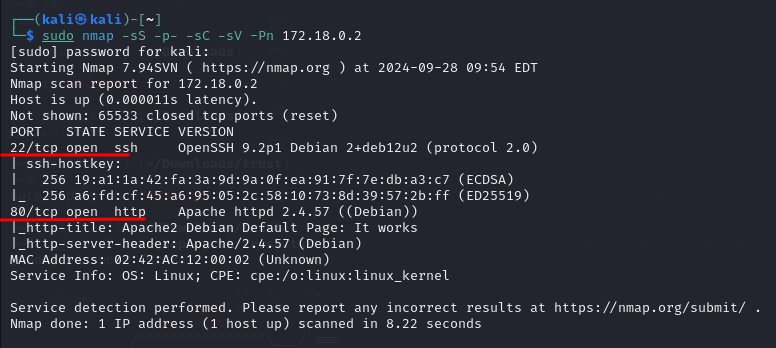 ┌──(kali㉿kali)-[~]
└─$ sudo nmap -sS -p- -sC -sV -Pn 172.18.0.2
[sudo] password for kali:
Starting Nmap 7.94SVN ( https://nmap.org ) at 2024-09-28 09:54 EDT
Nmap scan report for 172.18.0.2
Host is up (0.000011s latency).
Not shown: 65533 closed tcp ports (reset)
PORT   STATE SERVICE VERSION
22/tcp open  ssh     OpenSSH 9.2p1 Debian 2+deb12u2 (protocol 2.0)
| ssh-hostkey:
|   256 19:a1:1a:42:fa:3a:9d:9a:0f:ea:91:7f:7e:db:a3:c7 (ECDSA)
|_  256 a6:fd:cf:45:a6:95:05:2c:58:10:73:8d:39:57:2b:ff (ED25519)
80/tcp open  http    Apache httpd 2.4.57 ((Debian))
|_http-title: Apache2 Debian Default Page: It works
|_http-server-header: Apache/2.4.57 (Debian)
MAC Address: 02:42:AC:12:00:02 (Unknown)
Service Info: OS: Linux; CPE: cpe:/o:linux:linux_kernel

Service detection performed. Please report any incorrect results at https://nmap.org/submit/ .
Nmap done: 1 IP address (1 host up) scanned in 8.22 seconds